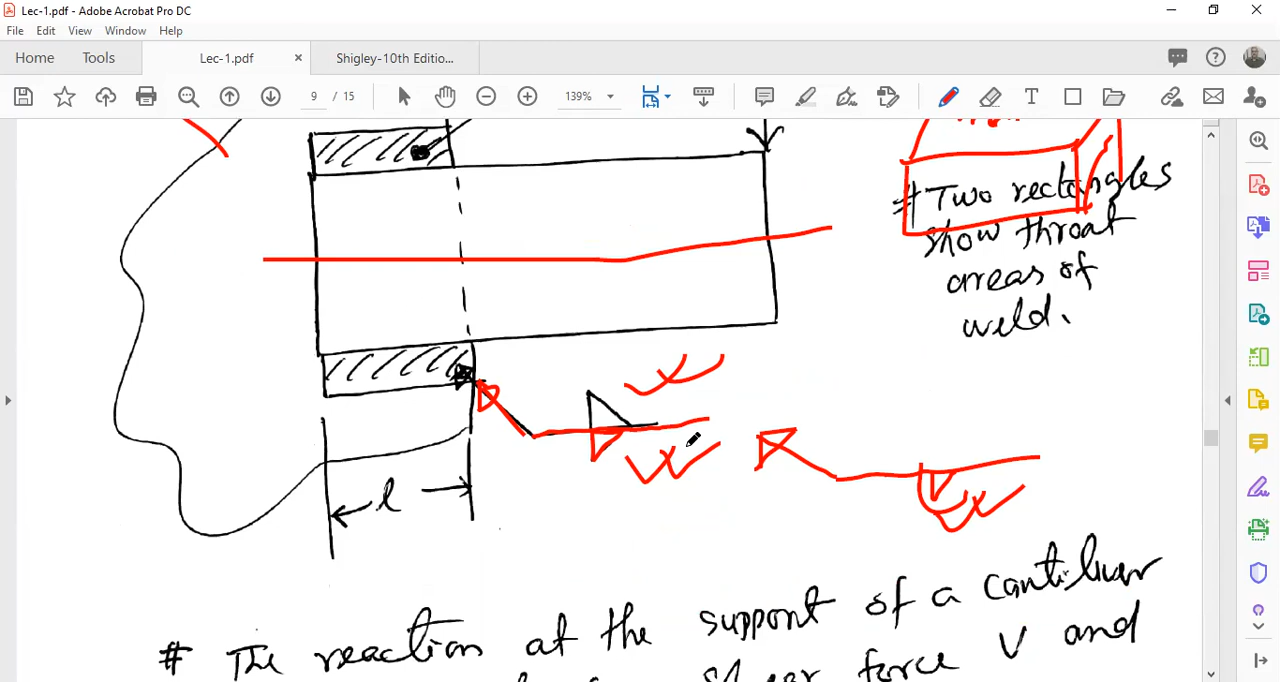 Lec-1.pdf - Adobe Acrobat Pro DC
File Edit View Window Help
Home Tools Lec-1.pdf × Shigley-10th Editio...
9 / 15 139%
# Two rectangles
show throat
areas of
weld.
l
# The reaction at the support of a cantiliver
shear force V and